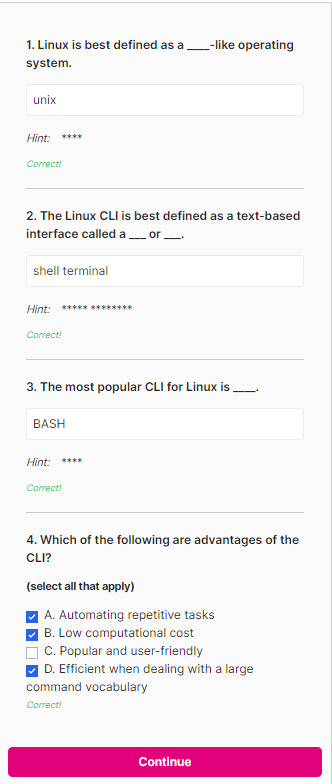 1. Linux is best defined as a ____-like operating
system.
unix
Hint: ****
Correct!
2. The Linux CLI is best defined as a text-based
interface called a ___ or ___.
shell terminal
Hint: ***** ********
Correct!
3. The most popular CLI for Linux is ____.
BASH
Hint: ****
Correct!
4. Which of the following are advantages of the
CLI?
(select all that apply)
A. Automating repetitive tasks
B. Low computational cost
C. Popular and user-friendly
D. Efficient when dealing with a large
command vocabulary
Correct!
Continue